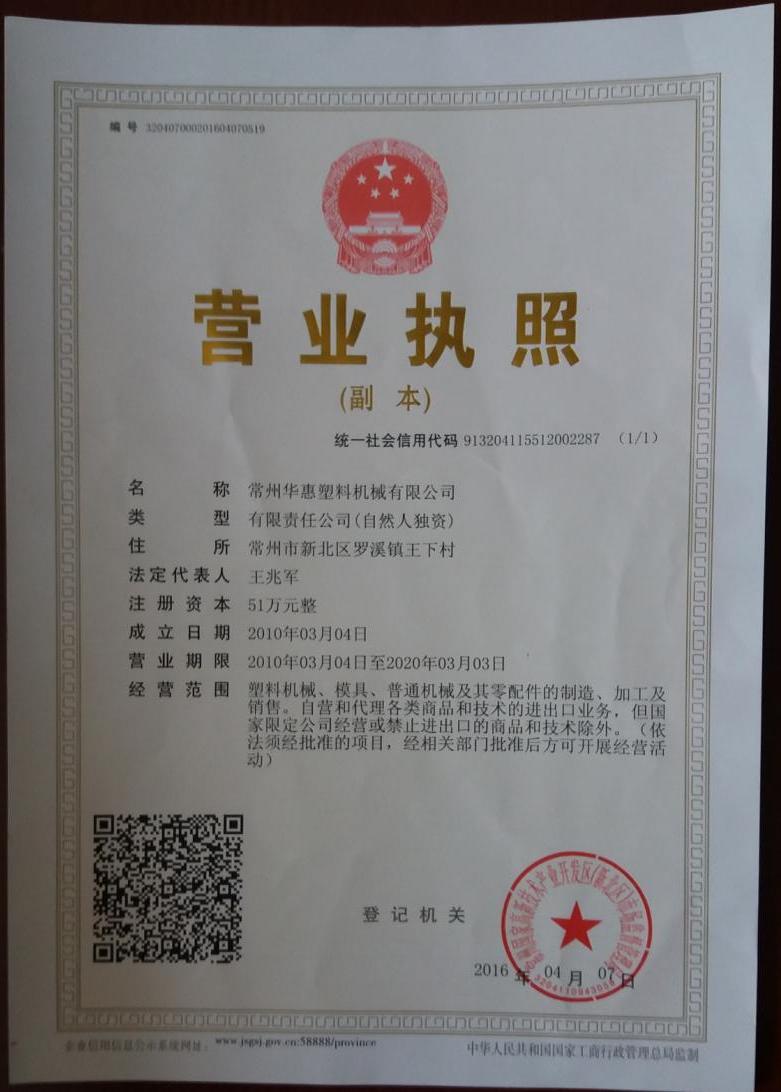 编号 320407000201604070519
营业执照
(副本)
统一社会信用代码 913204115512002287 (1/1)
名称 常州华惠塑料机械有限公司
类型 有限责任公司(自然人独资)
住所 常州市新北区罗溪镇王下村
法定代表人 王兆军
注册资本 51万元整
成立日期 2010年03月04日
营业期限 2010年03月04日至2020年03月03日
经营范围 塑料机械、模具、普通机械及其零配件的制造、加工及
销售。自营和代理各类商品和技术的进出口业务，但国
家限定公司经营或禁止进出口的商品和技术除外。（依
法须经批准的项目，经相关部门批准后方可开展经营活
动）
登记机关
2016年04月07日
企业信用信息公示系统网址： www.jsgsj.gov.cn:58888/province
中华人民共和国国家工商行政管理总局监制